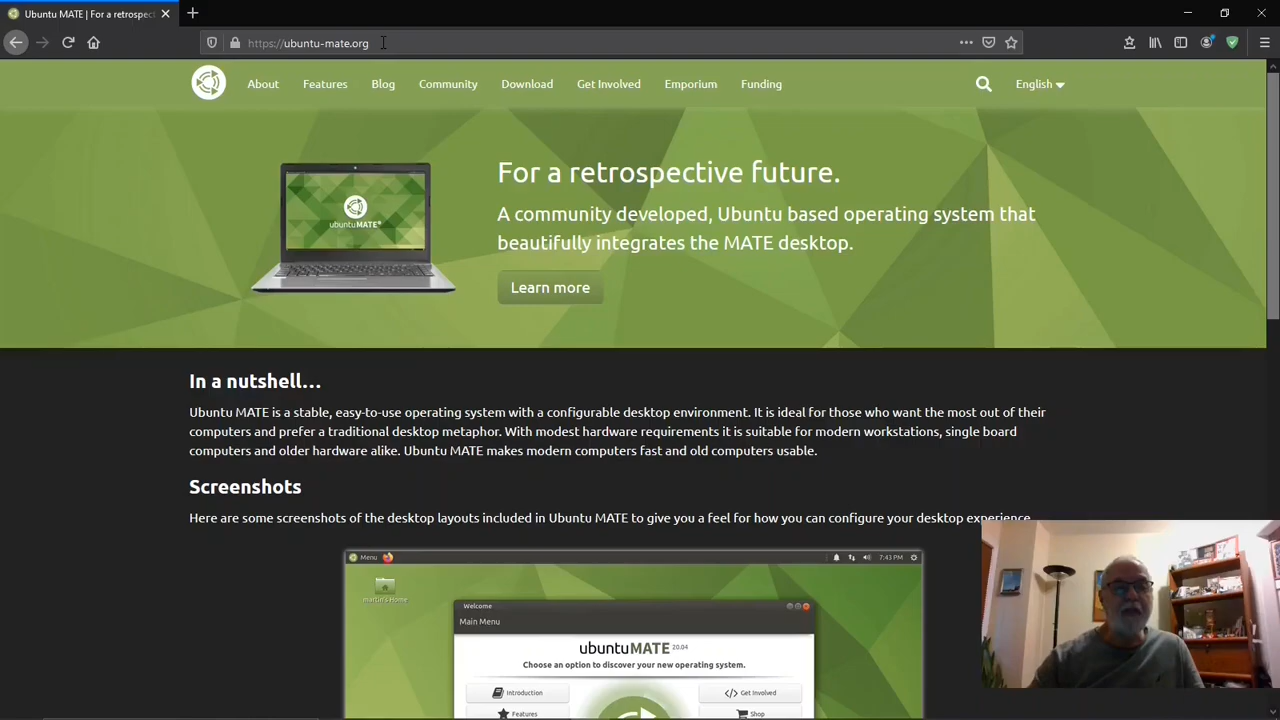 Ubuntu MATE | For a retrospec
https://ubuntu-mate.org
About Features Blog Community Download Get Involved Emporium Funding English
For a retrospective future.
A community developed, Ubuntu based operating system that
beautifully integrates the MATE desktop.
ubuntuMATE
Learn more
In a nutshell...
Ubuntu MATE is a stable, easy-to-use operating system with a configurable desktop environment. It is ideal for those who want the most out of their
computers and prefer a traditional desktop metaphor. With modest hardware requirements it is suitable for modern workstations, single board
computers and older hardware alike. Ubuntu MATE makes modern computers fast and old computers usable.
Screenshots
Here are some screenshots of the desktop layouts included in Ubuntu MATE to give you a feel for how you can configure your desktop experience.
Menu 7:43 PM
martin's Home
Welcome
Main Menu
ubuntuMATE 20.04
Choose an option to discover your new operating system.
Introduction Get Involved
Features Shop